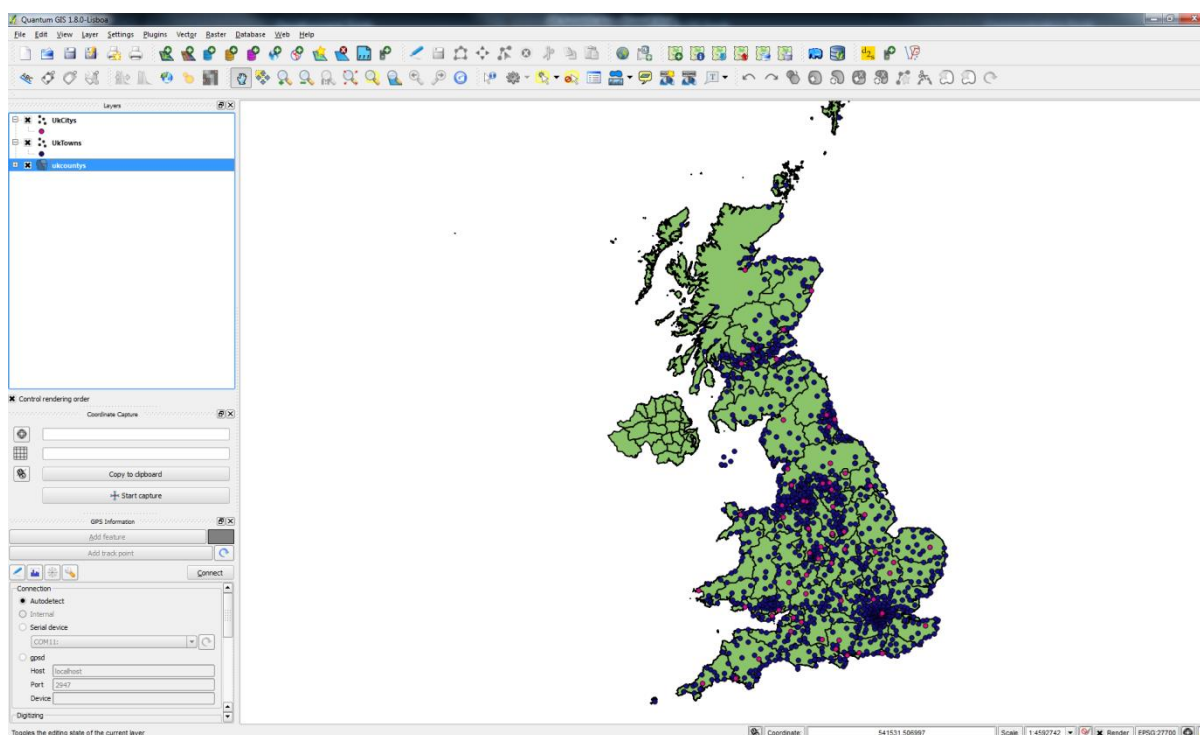 Quantum GIS 1.8.0-Lisboa
File Edit View Layer Settings Plugins Vector Raster Database Web Help
Layers
UkCitys
UkTowns
ukcountys
Control rendering order
Coordinate Capture
Copy to clipboard
Start capture
GPS Information
Add feature
Add track point
Connect
Connection
Autodetect
Internal
Serial device
COM11:
gpsd
Host localhost
Port 2947
Device
Digitizing
Toggles the editing state of the current layer
Coordinate: 541531,506997 Scale 1:4592742 Render EPSG:27700